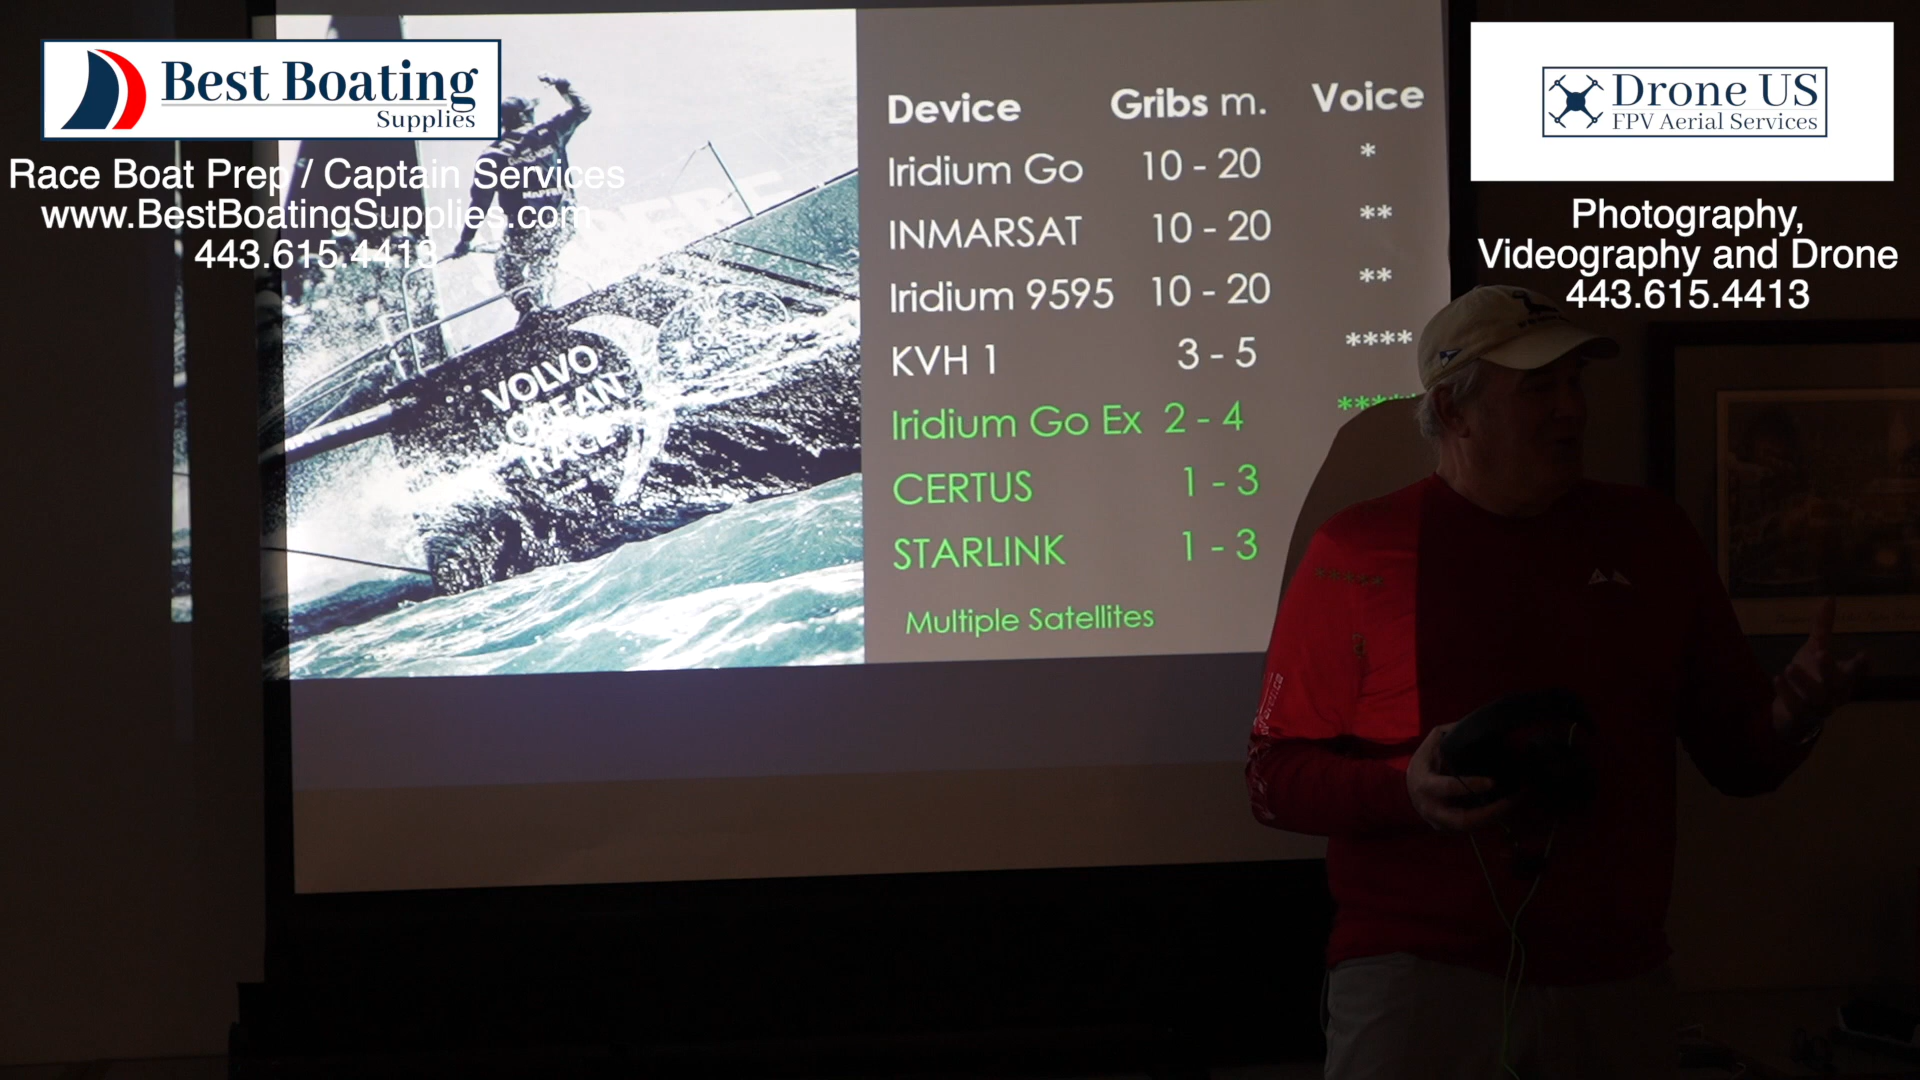 Best Boating
Supplies
Race Boat Prep / Captain Services
www.BestBoatingSupplies.com
443.615.4413
Drone US
FPV Aerial Services
Photography,
Videography and Drone
443.615.4413
VOLVO
OCEAN
RACE
Device Gribs m. Voice
Iridium Go 10 - 20 *
INMARSAT 10 - 20 **
Iridium 9595 10 - 20 **
KVH 1 3 - 5 ****
Iridium Go Ex 2 - 4 *****
CERTUS 1 - 3
STARLINK 1 - 3
Multiple Satellites